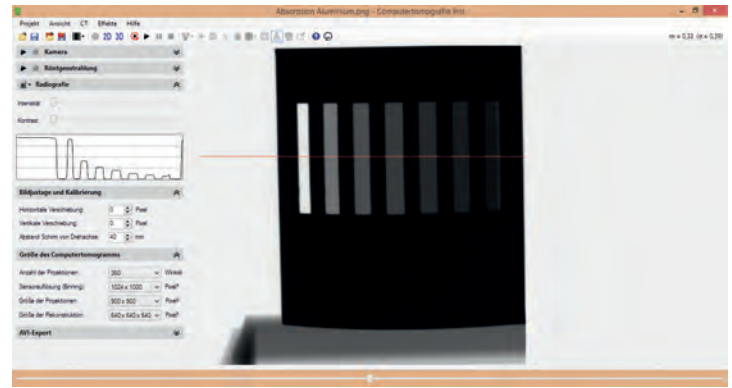 Absorption Aluminium.png - Computertomografie Pro
Projekt Ansicht CT Effekte Hilfe
2D 3D
Kamera
Röntgenstrahlung
Radiografie
Intensität
Kontrast
Bildjustage und Kalibrierung
Horizontale Verschiebung: 0 Pixel
Vertikale Verschiebung: 0 Pixel
Abstand Schirm von Drehachse: 40 mm
Größe des Computertomogramms
Anzahl der Projektionen: 360 Winkel
Sensorauflösung (Binning): 1024 x 1000 Pixel²
Größe der Projektionen: 500 x 500 Pixel²
Größe der Rekonstruktion: 640 x 640 x 640 Pixel³
AVI-Export